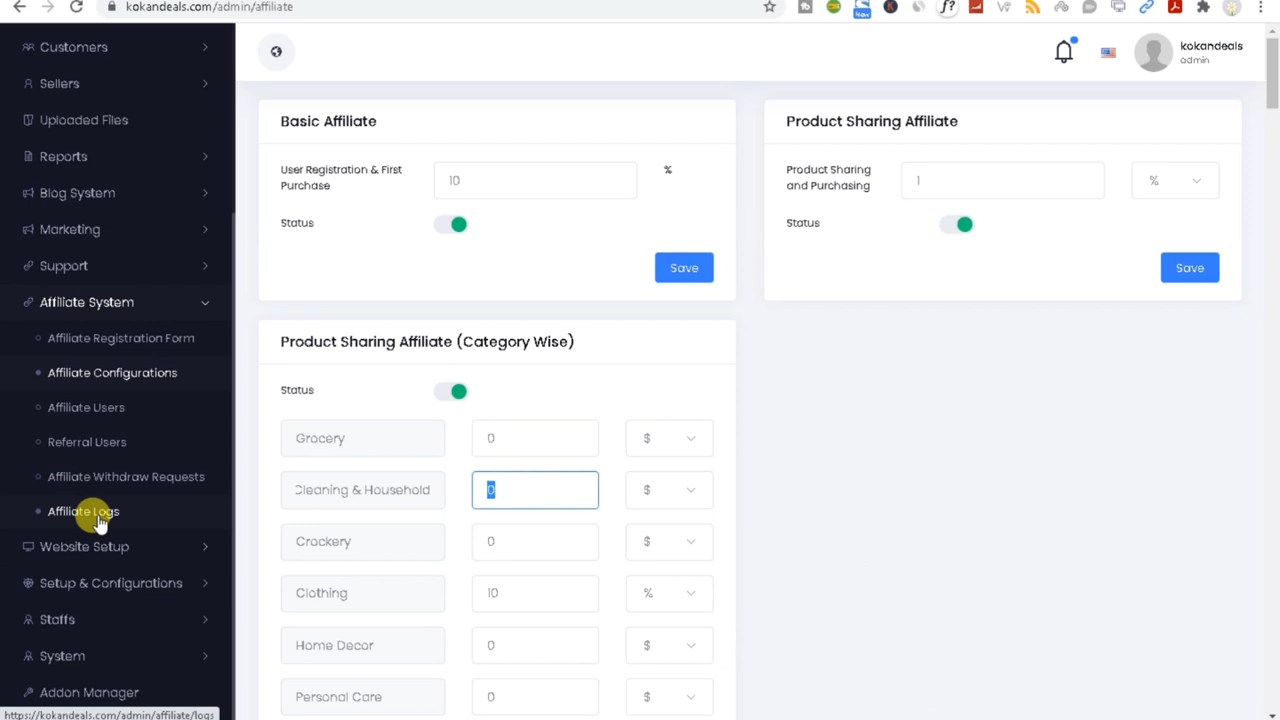 kokandeals.com/admin/affiliate
New
f?
Customers
Sellers
Uploaded Files
Reports
Blog System
Marketing
Support
Affiliate System
Affiliate Registration Form
Affiliate Configurations
Affiliate Users
Referral Users
Affiliate Withdraw Requests
Affiliate Logs
Website Setup
Setup & Configurations
Staffs
System
Addon Manager
https://kokandeals.com/admin/affiliate/logs
kokandeals
admin
Basic Affiliate
User Registration & First
Purchase
10
%
Status
Save
Product Sharing Affiliate
Product Sharing
and Purchasing
1
%
Status
Save
Product Sharing Affiliate (Category Wise)
Status
Grocery 0 $
Cleaning & Household 0 $
Crockery 0 $
Clothing 10 %
Home Decor 0 $
Personal Care 0 $